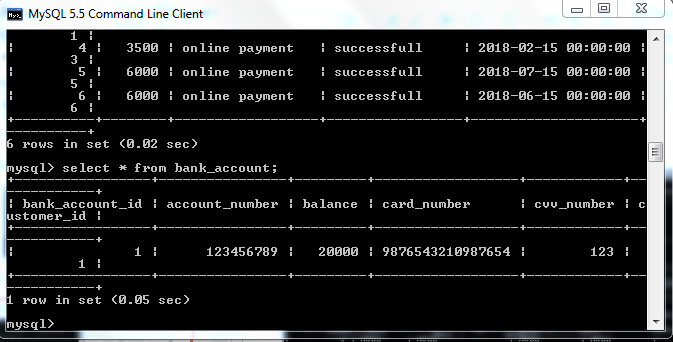 MySQL 5.5 Command Line Client
1 |
| 4 | 3500 | online payment | successfull | 2018-02-15 00:00:00 |
3 |
| 5 | 6000 | online payment | successfull | 2018-07-15 00:00:00 |
5 |
| 6 | 6000 | online payment | successfull | 2018-06-15 00:00:00 |
6 |
6 rows in set (0.02 sec)
mysql> select * from bank_account;
| bank_account_id | account_number | balance | card_number | cvv_number | c
ustomer_id |
| 1 | 123456789 | 20000 | 9876543210987654 | 123 |
1 |
1 row in set (0.05 sec)
mysql>